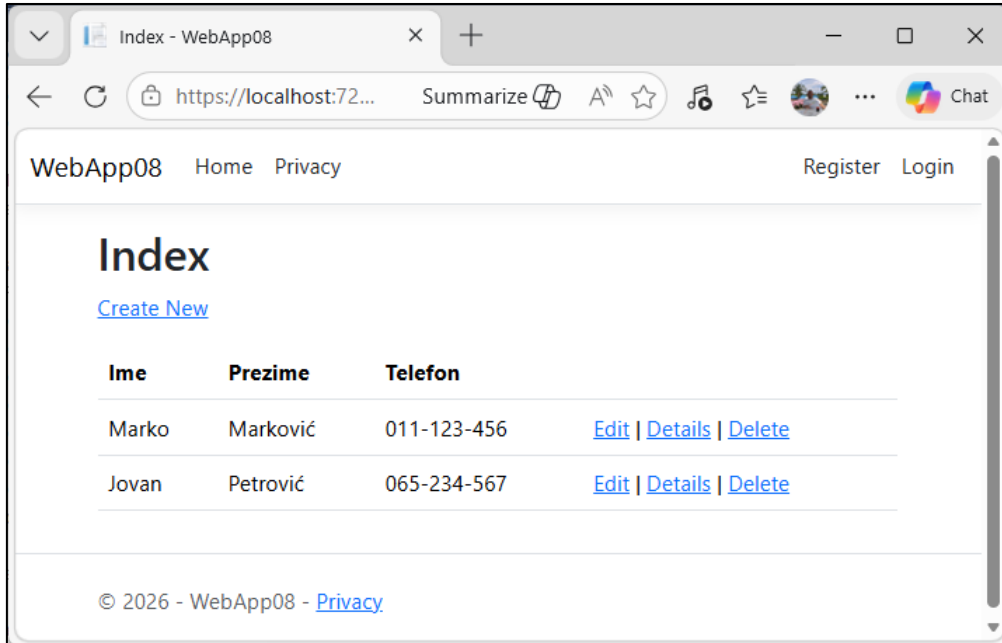 Index - WebApp08
https://localhost:72... Summarize Chat
WebApp08 Home Privacy Register Login
Index
Create New
Ime Prezime Telefon
Marko Marković 011-123-456 Edit | Details | Delete
Jovan Petrović 065-234-567 Edit | Details | Delete
© 2026 - WebApp08 - Privacy